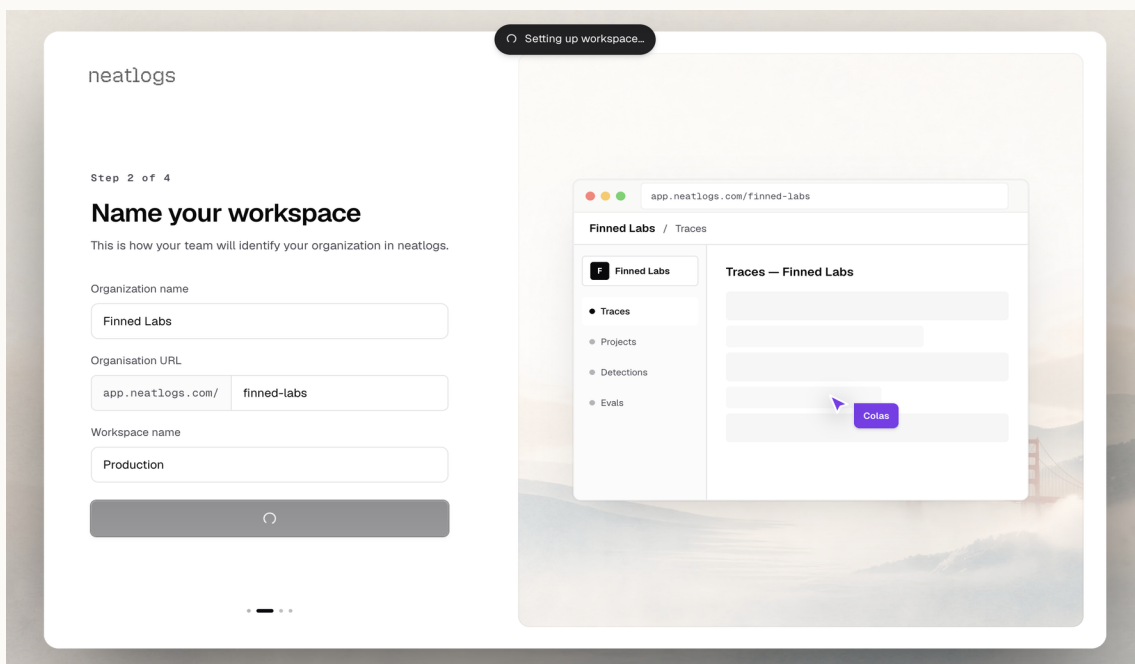 Setting up workspace...
neatlogs
Step 2 of 4
Name your workspace
This is how your team will identify your organization in neatlogs.
Organization name
Finned Labs
Organisation URL
app.neatlogs.com/ finned-labs
Workspace name
Production
app.neatlogs.com/finned-labs
Finned Labs / Traces
F Finned Labs
Traces
Projects
Detections
Evals
Traces — Finned Labs
Colas